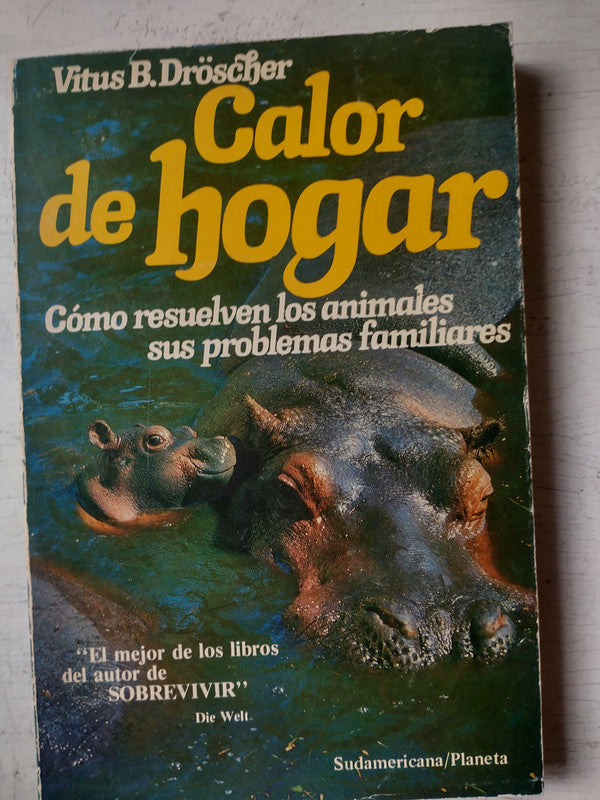 Vitus B. Dröscher
Calor
de hogar
Cómo resuelven los animales
sus problemas familiares
"El mejor de los libros
del autor de
SOBREVIVIR"
Die Welt
Sudamericana/Planeta